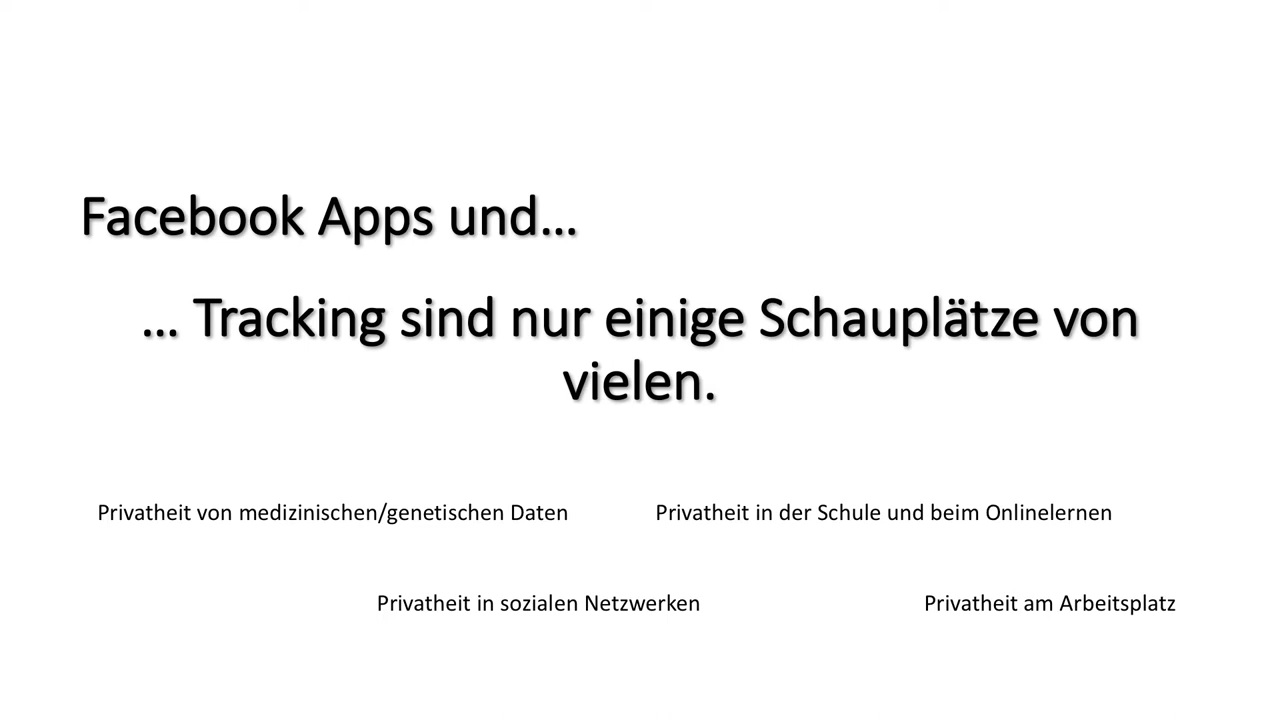 Facebook Apps und…
… Tracking sind nur einige Schauplätze von
vielen.
Privatheit von medizinischen/genetischen Daten
Privatheit in der Schule und beim Onlinelernen
Privatheit in sozialen Netzwerken
Privatheit am Arbeitsplatz